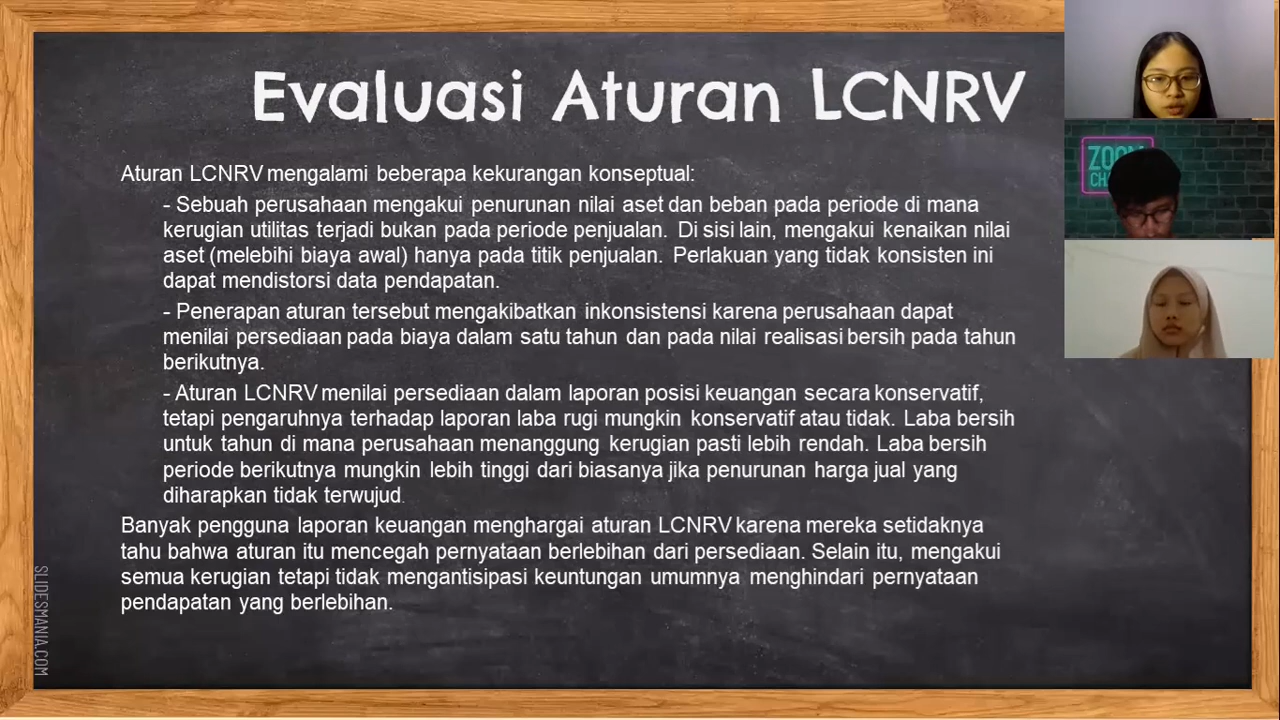 Evaluasi Aturan LCNRV
Aturan LCNRV mengalami beberapa kekurangan konseptual:
- Sebuah perusahaan mengakui penurunan nilai aset dan beban pada periode di mana
kerugian utilitas terjadi bukan pada periode penjualan. Di sisi lain, mengakui kenaikan nilai
aset (melebihi biaya awal) hanya pada titik penjualan. Perlakuan yang tidak konsisten ini
dapat mendistorsi data pendapatan.
- Penerapan aturan tersebut mengakibatkan inkonsistensi karena perusahaan dapat
menilai persediaan pada biaya dalam satu tahun dan pada nilai realisasi bersih pada tahun
berikutnya.
- Aturan LCNRV menilai persediaan dalam laporan posisi keuangan secara konservatif,
tetapi pengaruhnya terhadap laporan laba rugi mungkin konservatif atau tidak. Laba bersih
untuk tahun di mana perusahaan menanggung kerugian pasti lebih rendah. Laba bersih
periode berikutnya mungkin lebih tinggi dari biasanya jika penurunan harga jual yang
diharapkan tidak terwujud.
Banyak pengguna laporan keuangan menghargai aturan LCNRV karena mereka setidaknya
tahu bahwa aturan itu mencegah pernyataan berlebihan dari persediaan. Selain itu, mengakui
semua kerugian tetapi tidak mengantisipasi keuntungan umumnya menghindari pernyataan
pendapatan yang berlebihan.
SLIDESMANIA.COM